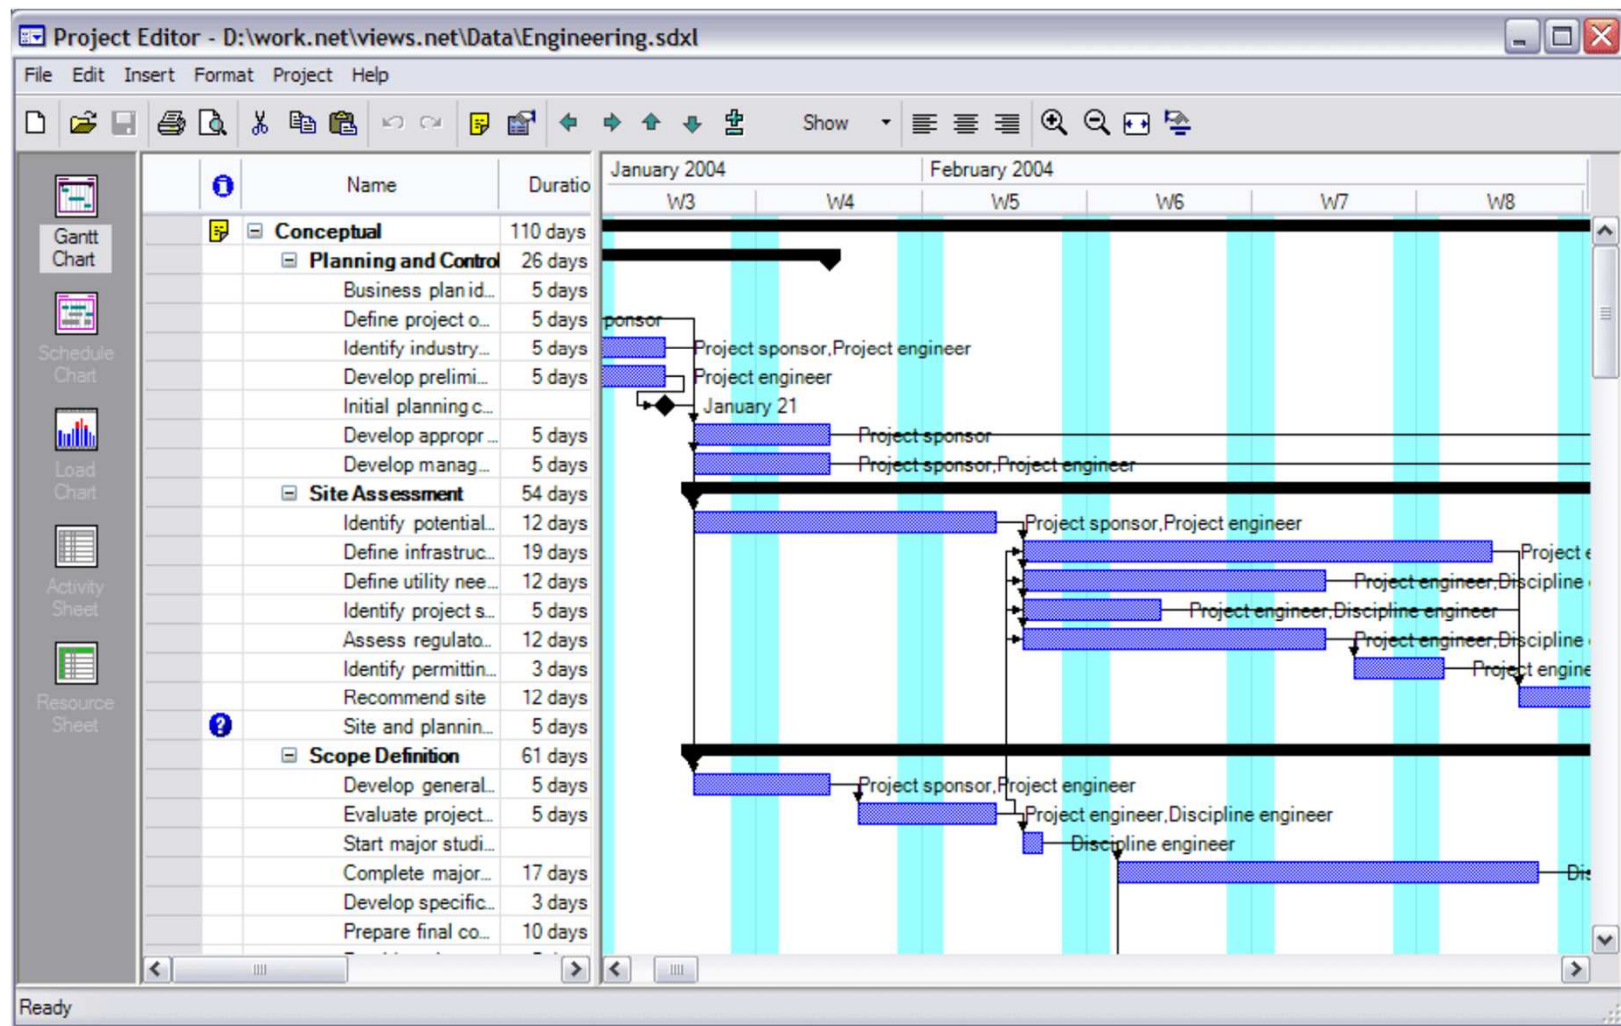 Project Editor - D:\work.net\views.net\Data\Engineering.sdxl
File Edit Insert Format Project Help
Show
Gantt
Chart
Schedule
Chart
Load
Chart
Activity
Sheet
Resource
Sheet
Name Duratio
January 2004 February 2004
W3 W4 W5 W6 W7 W8
Conceptual 110 days
Planning and Control 26 days
Business plan id... 5 days
Define project o... 5 days ponsor
Identify industry... 5 days Project sponsor,Project engineer
Develop prelimi... 5 days Project engineer
Initial planning c... January 21
Develop appropr... 5 days Project sponsor
Develop manag... 5 days Project sponsor,Project engineer
Site Assessment 54 days
Identify potential... 12 days Project sponsor,Project engineer
Define infrastruc... 19 days Project e
Define utility nee... 12 days Project engineer,Discipline e
Identify project s... 5 days Project engineer,Discipline engineer
Assess regulato... 12 days Project engineer,Discipline
Identify permittin... 3 days Project engine
Recommend site 12 days
Site and plannin... 5 days
Scope Definition 61 days
Develop general... 5 days Project sponsor,Project engineer
Evaluate project... 5 days Project engineer,Discipline engineer
Start major studi... Discipline engineer
Complete major... 17 days Dis
Develop specific... 3 days
Prepare final co... 10 days
Ready